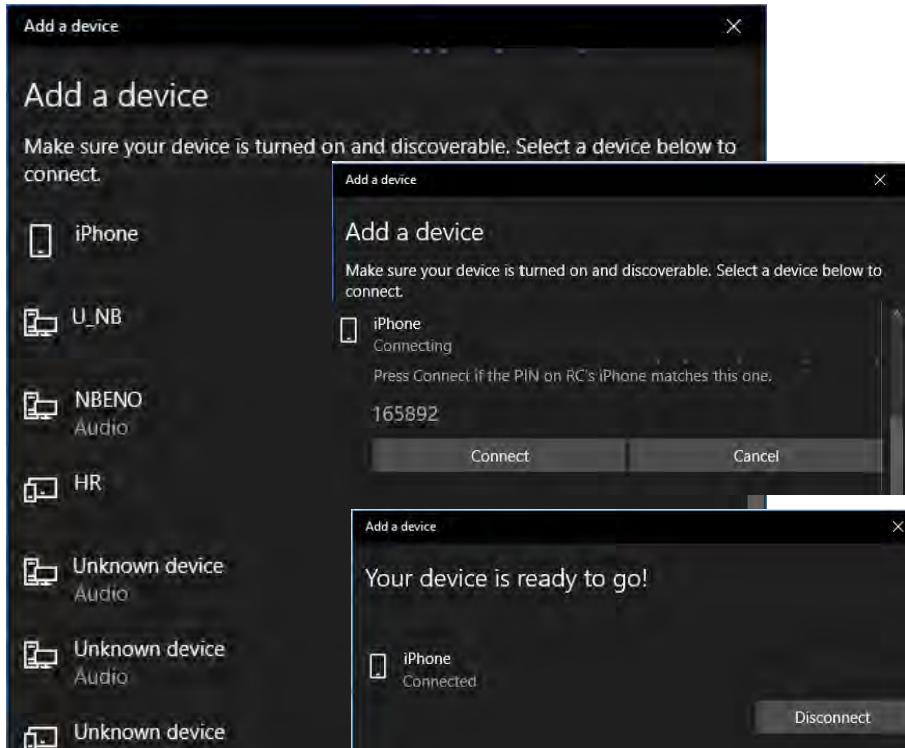 Add a device
Add a device
Make sure your device is turned on and discoverable. Select a device below to
connect.
iPhone
U_NB
NBENO
Audio
HR
Unknown device
Audio
Unknown device
Audio
Unknown device
Add a device
Add a device
Make sure your device is turned on and discoverable. Select a device below to
connect.
iPhone
Connecting
Press Connect if the PIN on RC's iPhone matches this one.
165892
Connect Cancel
Add a device
Your device is ready to go!
iPhone
Connected
Disconnect